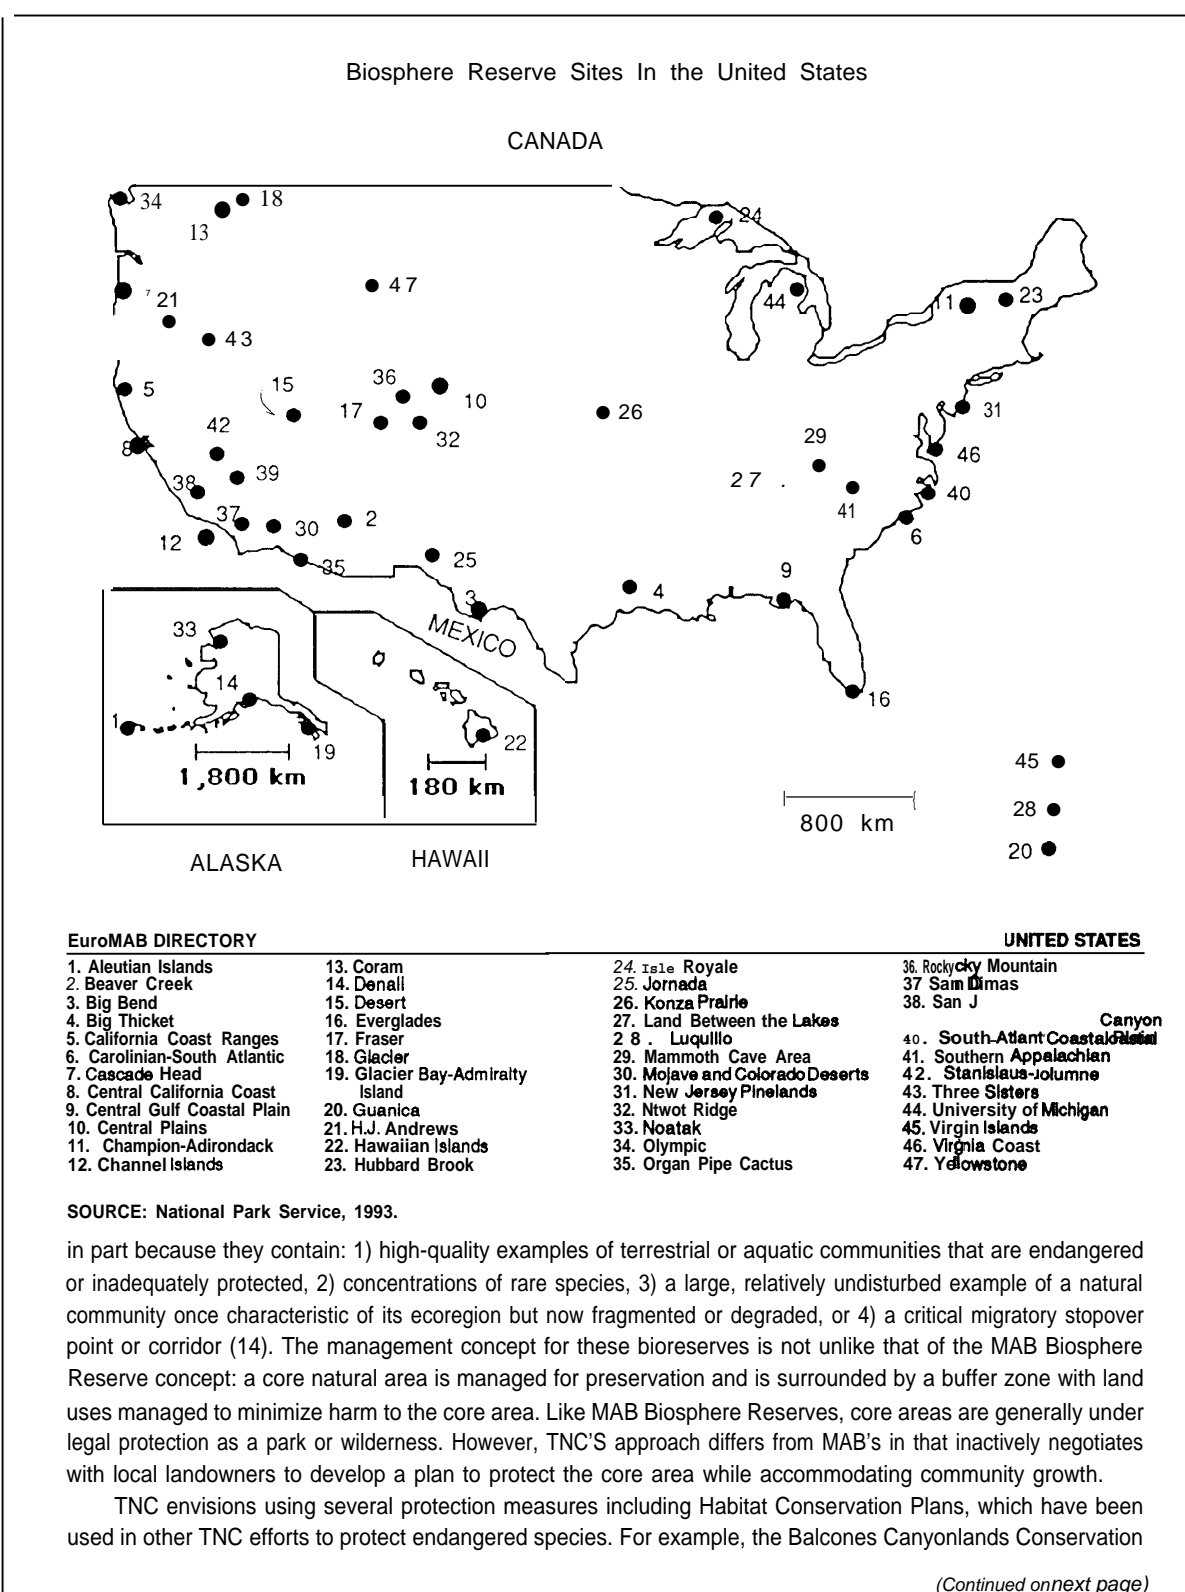 Biosphere Reserve Sites In the United States
CANADA
34
18
13
24
47
7
21
44
11
23
43
5
15
36
10
17
32
26
31
42
29
8
39
27 .
46
38
41
40
37
30
2
12
6
35
25
9
3
4
MEXICO
33
14
16
1
19
22
1,800 km
180 km
45
28
800 km
20
ALASKA
HAWAII
EuroMAB DIRECTORY
UNITED STATES
1. Aleutian Islands
2. Beaver Creek
3. Big Bend
4. Big Thicket
5. California Coast Ranges
6. Carolinian-South Atlantic
7. Cascade Head
8. Central California Coast
9. Central Gulf Coastal Plain
10. Central Plains
11. Champion-Adirondack
12. Channel Islands
13. Coram
14. Denali
15. Desert
16. Everglades
17. Fraser
18. Glacier
19. Glacier Bay-Admiralty
Island
20. Guanica
21. H.J. Andrews
22. Hawaiian Islands
23. Hubbard Brook
24. Isle Royale
25. Jornada
26. Konza Prairie
27. Land Between the Lakes
28. Luquillo
29. Mammoth Cave Area
30. Mojave and Colorado Deserts
31. New Jersey Pinelands
32. Ntwot Ridge
33. Noatak
34. Olympic
35. Organ Pipe Cactus
36. Rocky Mountain
37 San Dimas
38. San J
Canyon
40. South-Atlant Coastal
41. Southern Appalachian
42. Stanislaus-
43. Three Sisters
44. University of Michigan
45. Virgin Islands
46. Virginia Coast
47. Yellowstone
SOURCE: National Park Service, 1993.
in part because they contain: 1) high-quality examples of terrestrial or aquatic communities that are endangered
or inadequately protected, 2) concentrations of rare species, 3) a large, relatively undisturbed example of a natural
community once characteristic of its ecoregion but now fragmented or degraded, or 4) a critical migratory stopover
point or corridor (14). The management concept for these bioreserves is not unlike that of the MAB Biosphere
Reserve concept: a core natural area is managed for preservation and is surrounded by a buffer zone with land
uses managed to minimize harm to the core area. Like MAB Biosphere Reserves, core areas are generally under
legal protection as a park or wilderness. However, TNC'S approach differs from MAB's in that inactively negotiates
with local landowners to develop a plan to protect the core area while accommodating community growth.
TNC envisions using several protection measures including Habitat Conservation Plans, which have been
used in other TNC efforts to protect endangered species. For example, the Balcones Canyonlands Conservation
(Continued onnext page)